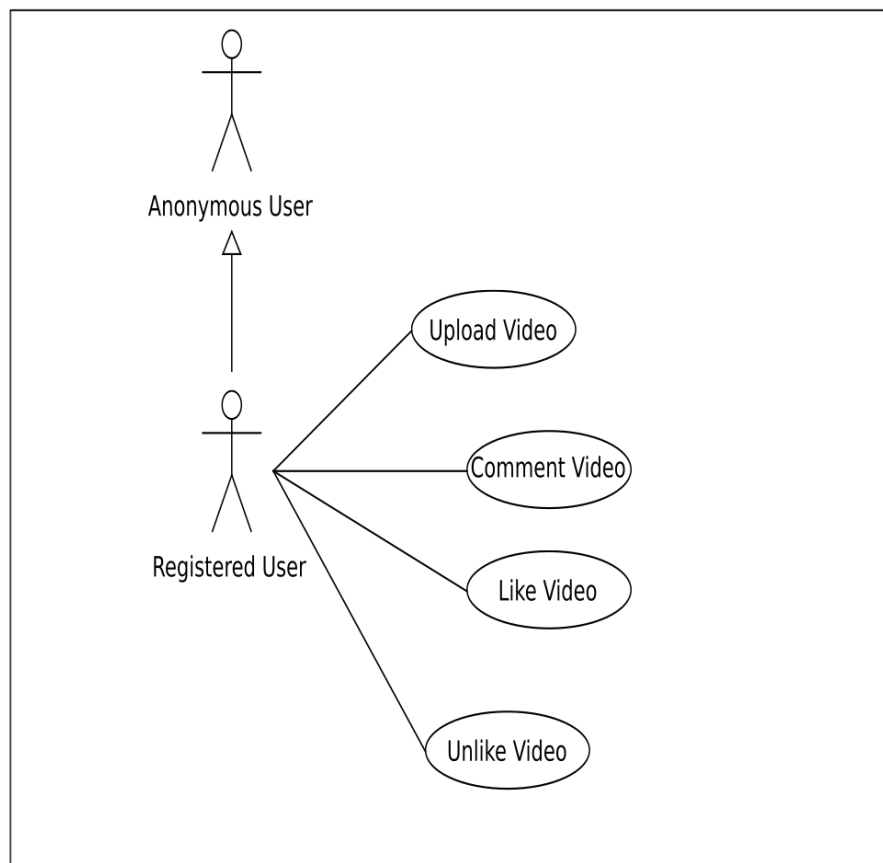 Anonymous User
Upload Video
Comment Video
Registered User
Like Video
Unlike Video